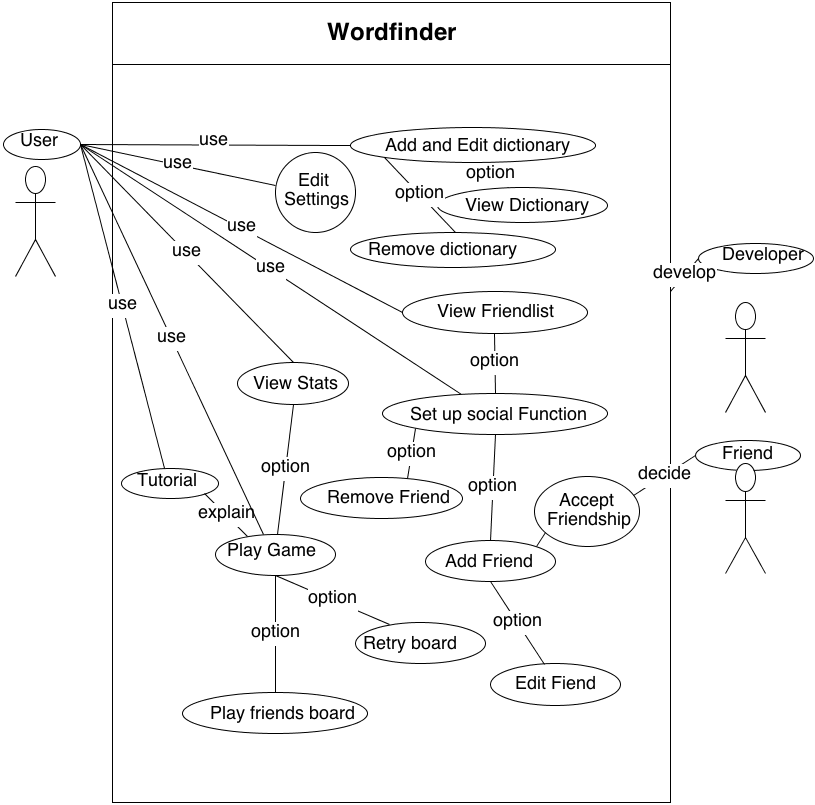 Wordfinder
User
use
Add and Edit dictionary
use
option
Edit
Settings
option
View Dictionary
use
Remove dictionary
use
Developer
use
develop
use
View Friendlist
use
option
View Stats
Set up social Function
option
Friend
option
decide
Tutorial
option
Remove Friend
Accept
Friendship
explain
Play Game
Add Friend
option
option
option
Retry board
Edit Fiend
Play friends board